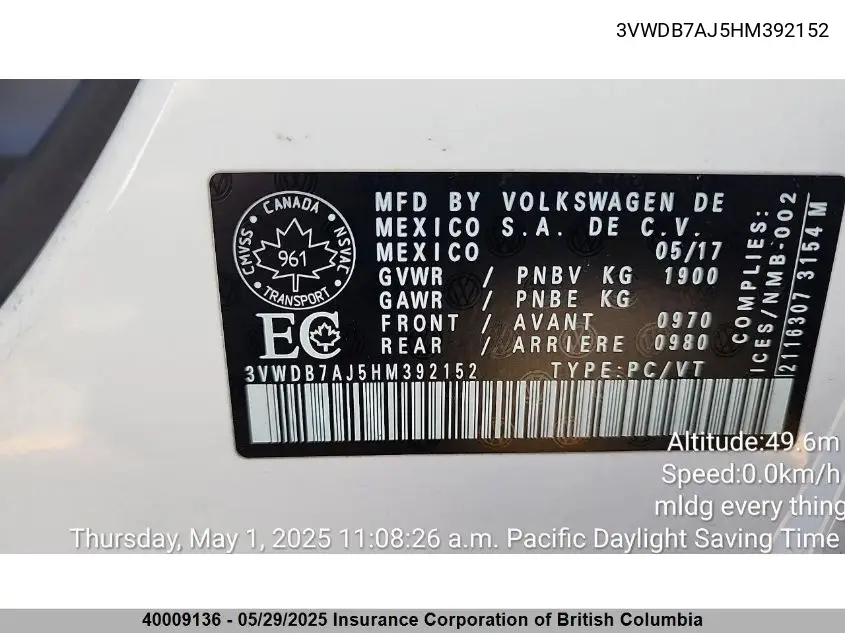 3VWDB7AJ5HM392152
MFD BY VOLKSWAGEN DE
MEXICO S.A. DE C.V.
MEXICO 05/17
GVWR / PNBV KG 1900
GAWR / PNBE KG
FRONT / AVANT 0970
REAR / ARRIERE 0980
3VWDB7AJ5HM392152 TYPE:PC/VT
CANADA
CMVSS
NSVAC
961
TRANSPORT
EC
COMPLIES:
ICES/NMB-002
2116307 3154 M
Altitude:49.6m
Speed:0.0km/h
mldg every thing
Thursday, May 1, 2025 11:08:26 a.m. Pacific Daylight Saving Time
40009136 - 05/29/2025 Insurance Corporation of British Columbia